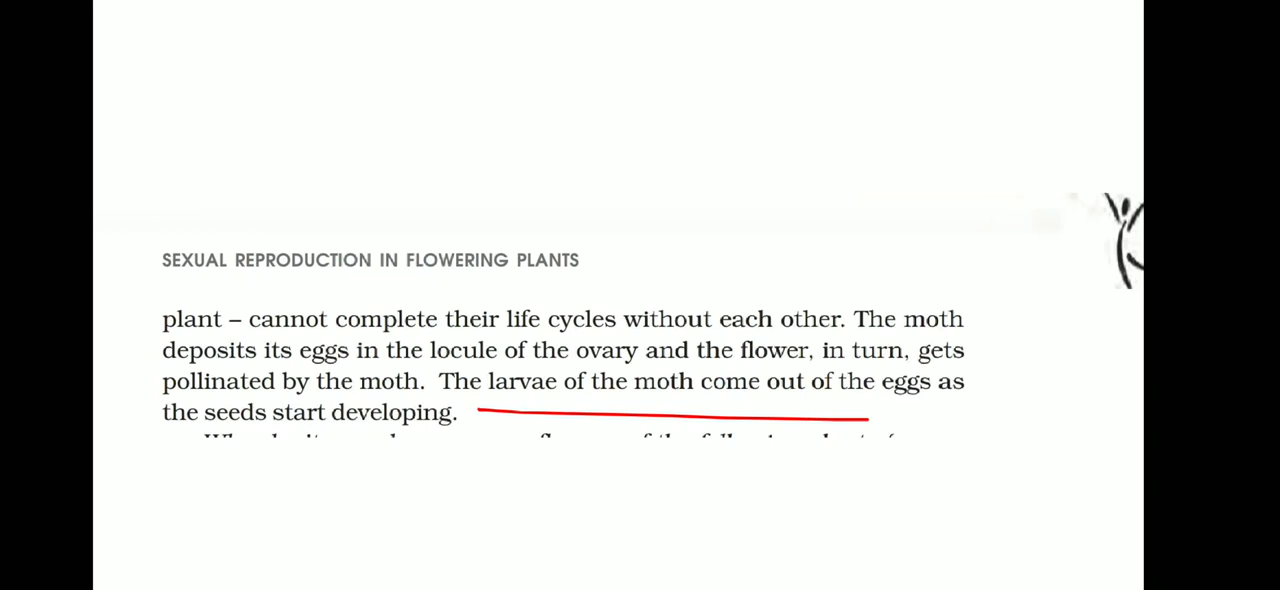 SEXUAL REPRODUCTION IN FLOWERING PLANTS
plant – cannot complete their life cycles without each other. The moth
deposits its eggs in the locule of the ovary and the flower, in turn, gets
pollinated by the moth. The larvae of the moth come out of the eggs as
the seeds start developing.